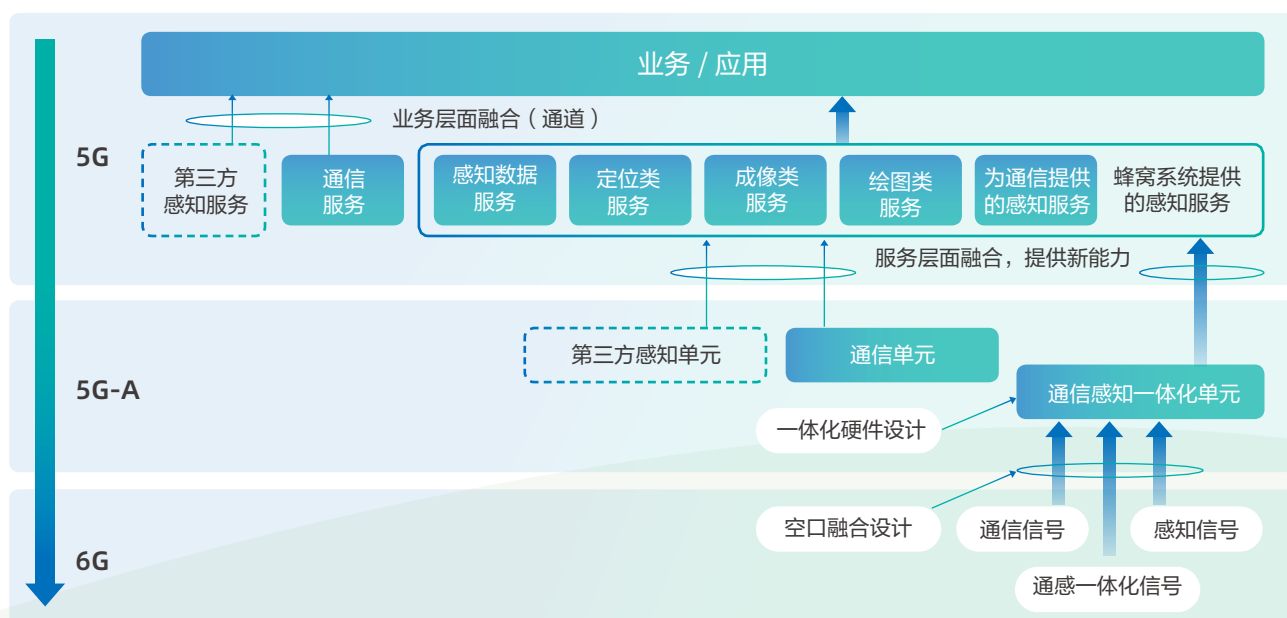 业务 / 应用
业务层面融合（通道）
5G
第三方
感知服务
通信
服务
感知数据
服务
定位类
服务
成像类
服务
绘图类
服务
为通信提供
的感知服务
蜂窝系统提供
的感知服务
服务层面融合，提供新能力
第三方感知单元
通信单元
5G-A
通信感知一体化单元
一体化硬件设计
空口融合设计
通信信号
感知信号
6G
通感一体化信号